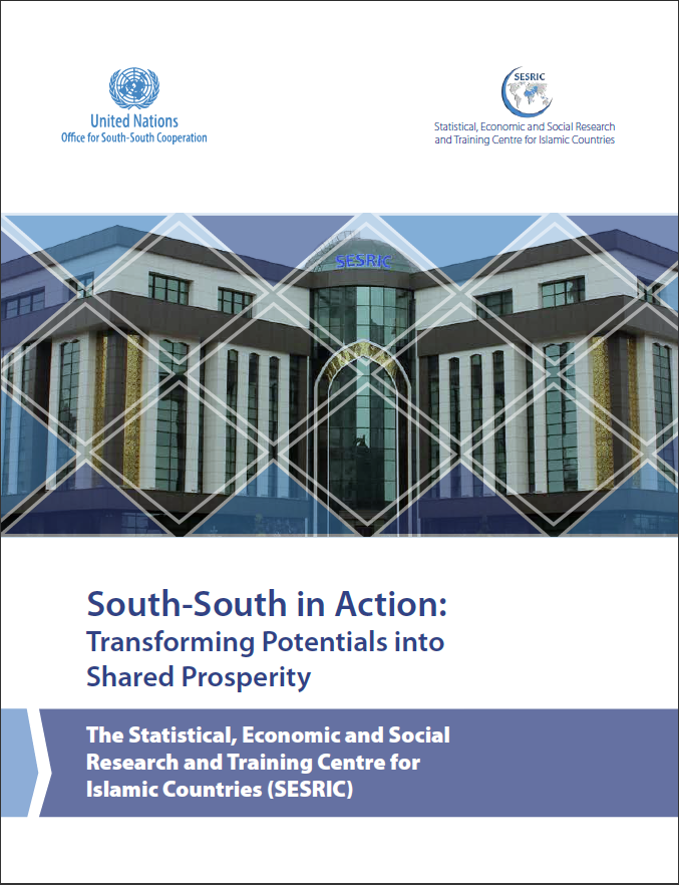 United Nations
Office for South-South Cooperation
SESRIC
Statistical, Economic and Social Research
and Training Centre for Islamic Countries
SESRIC
South-South in Action:
Transforming Potentials into
Shared Prosperity
The Statistical, Economic and Social
Research and Training Centre for
Islamic Countries (SESRIC)